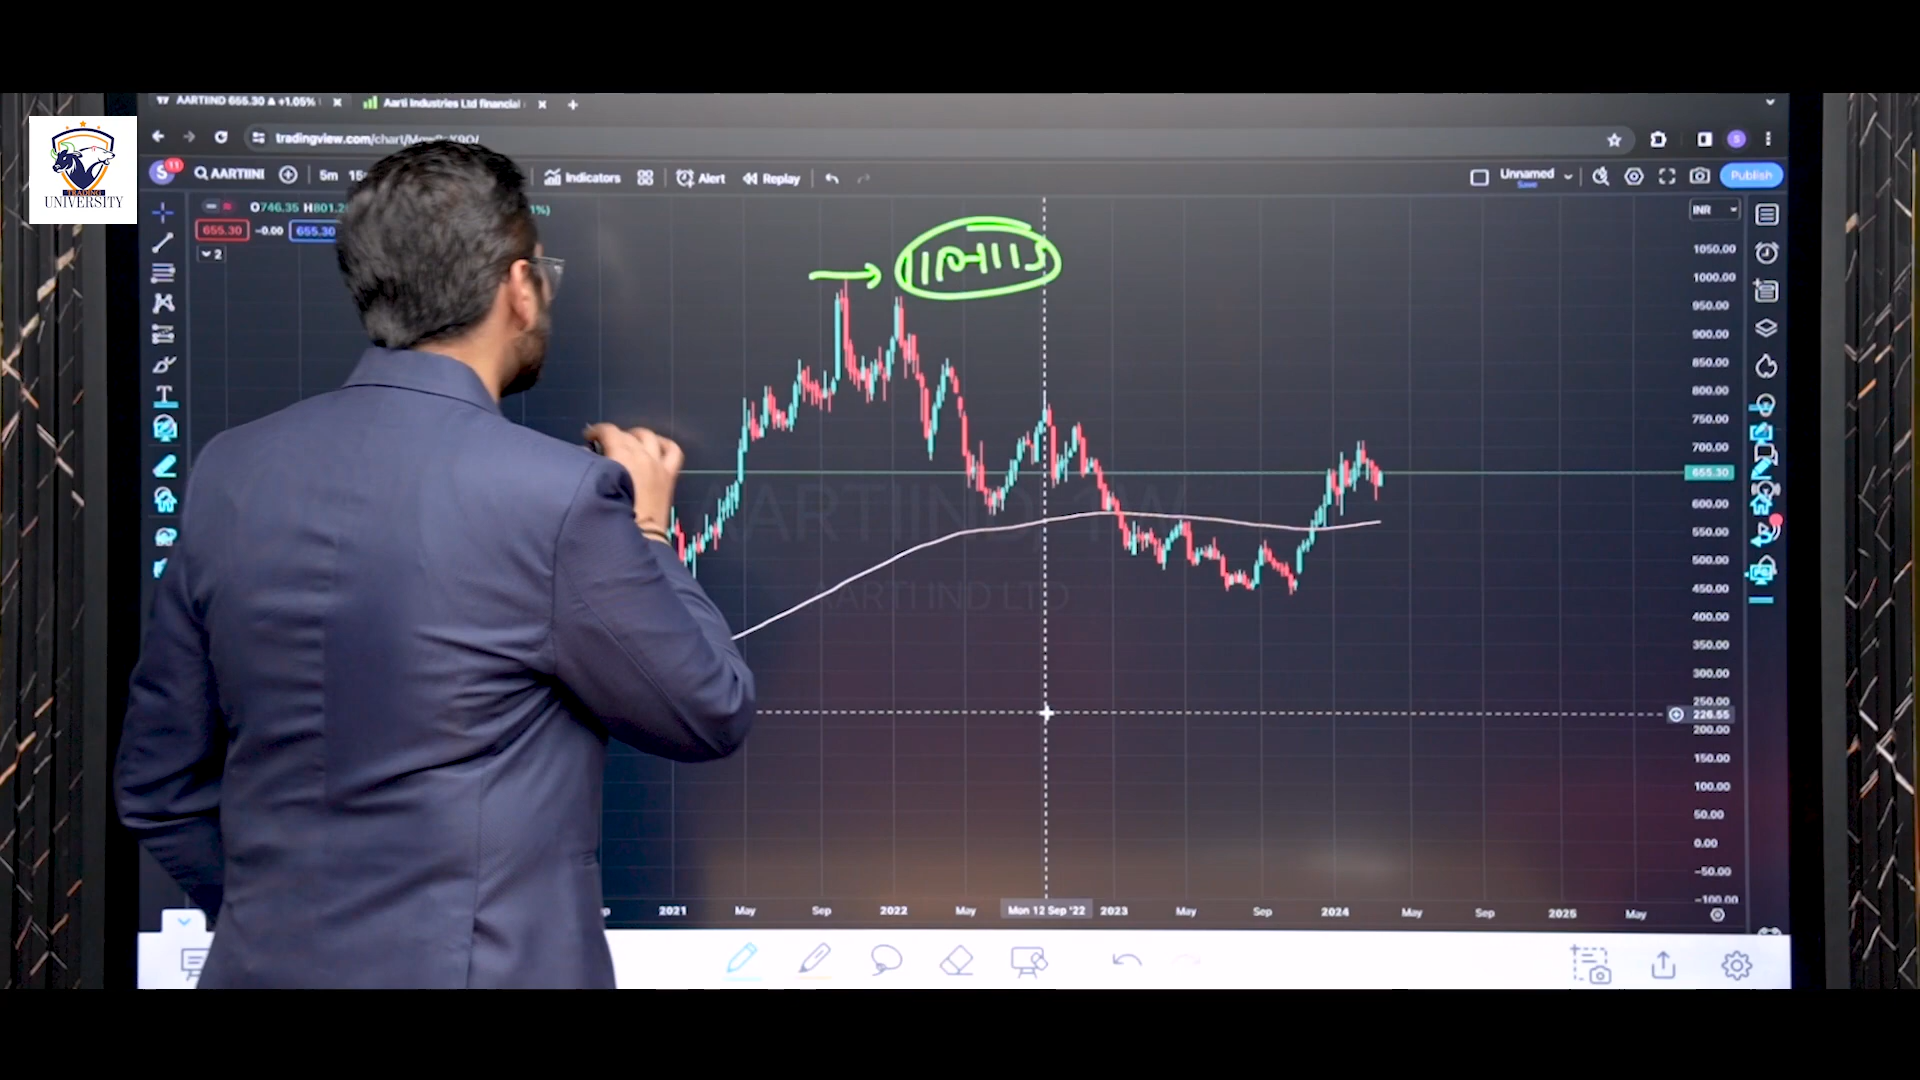 AARTIIND 655.30 ▲ +1.05%
Aarti Industries Ltd financial
tradingview.com/chart/
S 11 AARTIINI 5m Indicators Alert Replay Unnamed Save Publish
TRADING
UNIVERSITY
O746.35 H801.2
655.30 -0.00 655.30
2
INR
1050.00
1000.00
950.00
900.00
850.00
800.00
750.00
700.00
655.30
600.00
550.00
500.00
450.00
400.00
350.00
300.00
250.00
226.55
200.00
150.00
100.00
50.00
0.00
-50.00
-100.00
AARTIIND, 1W
AARTI IND LTD
2021 May Sep 2022 May Mon 12 Sep '22 2023 May Sep 2024 May Sep 2025 May